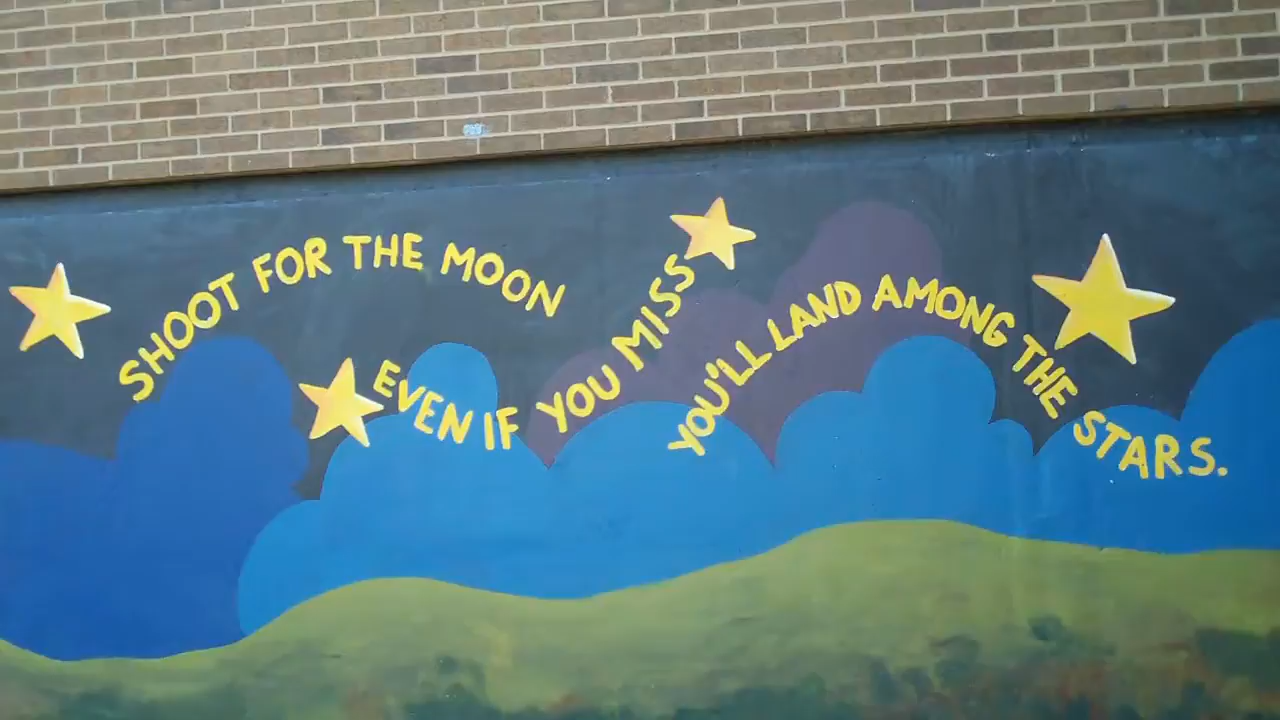 SHOOT FOR THE MOON
EVEN IF YOU MISS
YOU'LL LAND AMONG THE STARS.